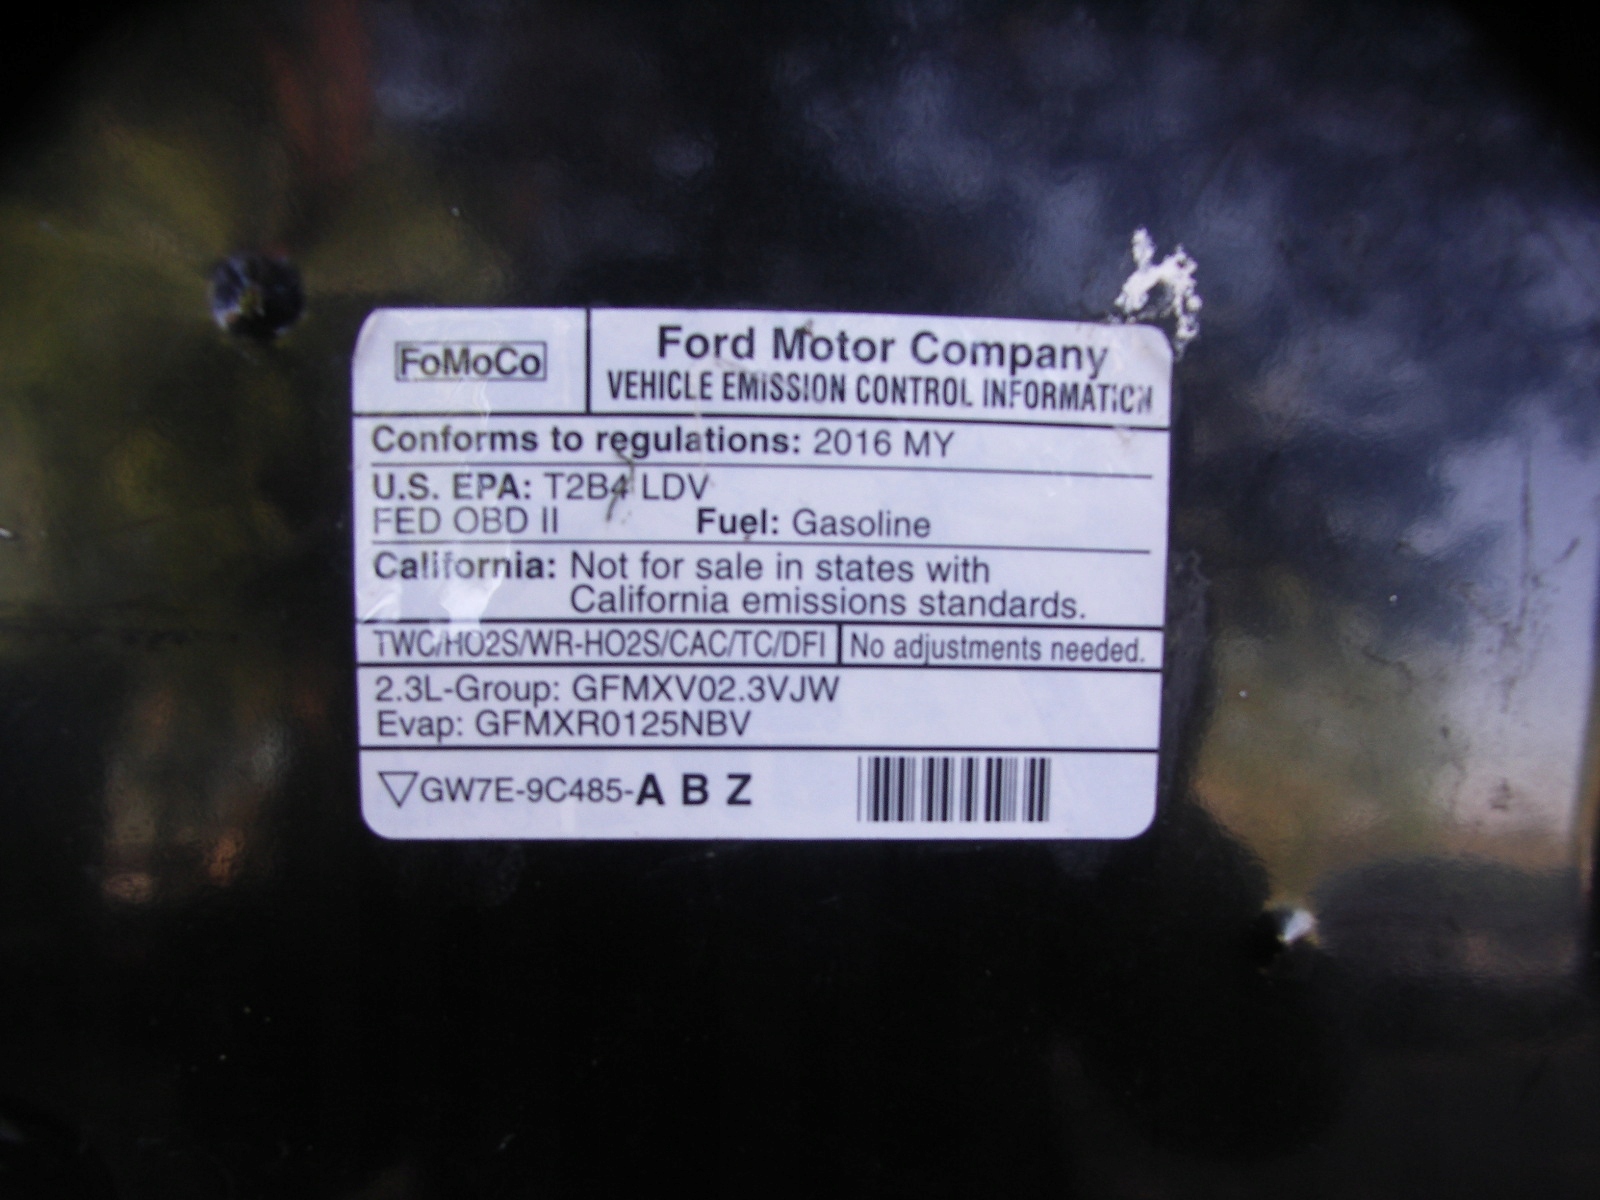 FoMoCo
Ford Motor Company
VEHICLE EMISSION CONTROL INFORMATION
Conforms to regulations: 2016 MY
U.S. EPA: T2B4 LDV
FED OBD II Fuel: Gasoline
California: Not for sale in states with
California emissions standards.
TWC/HO2S/WR-HO2S/CAC/TC/DFI No adjustments needed.
2.3L-Group: GFMXV02.3VJW
Evap: GFMXR0125NBV
GW7E-9C485-A B Z